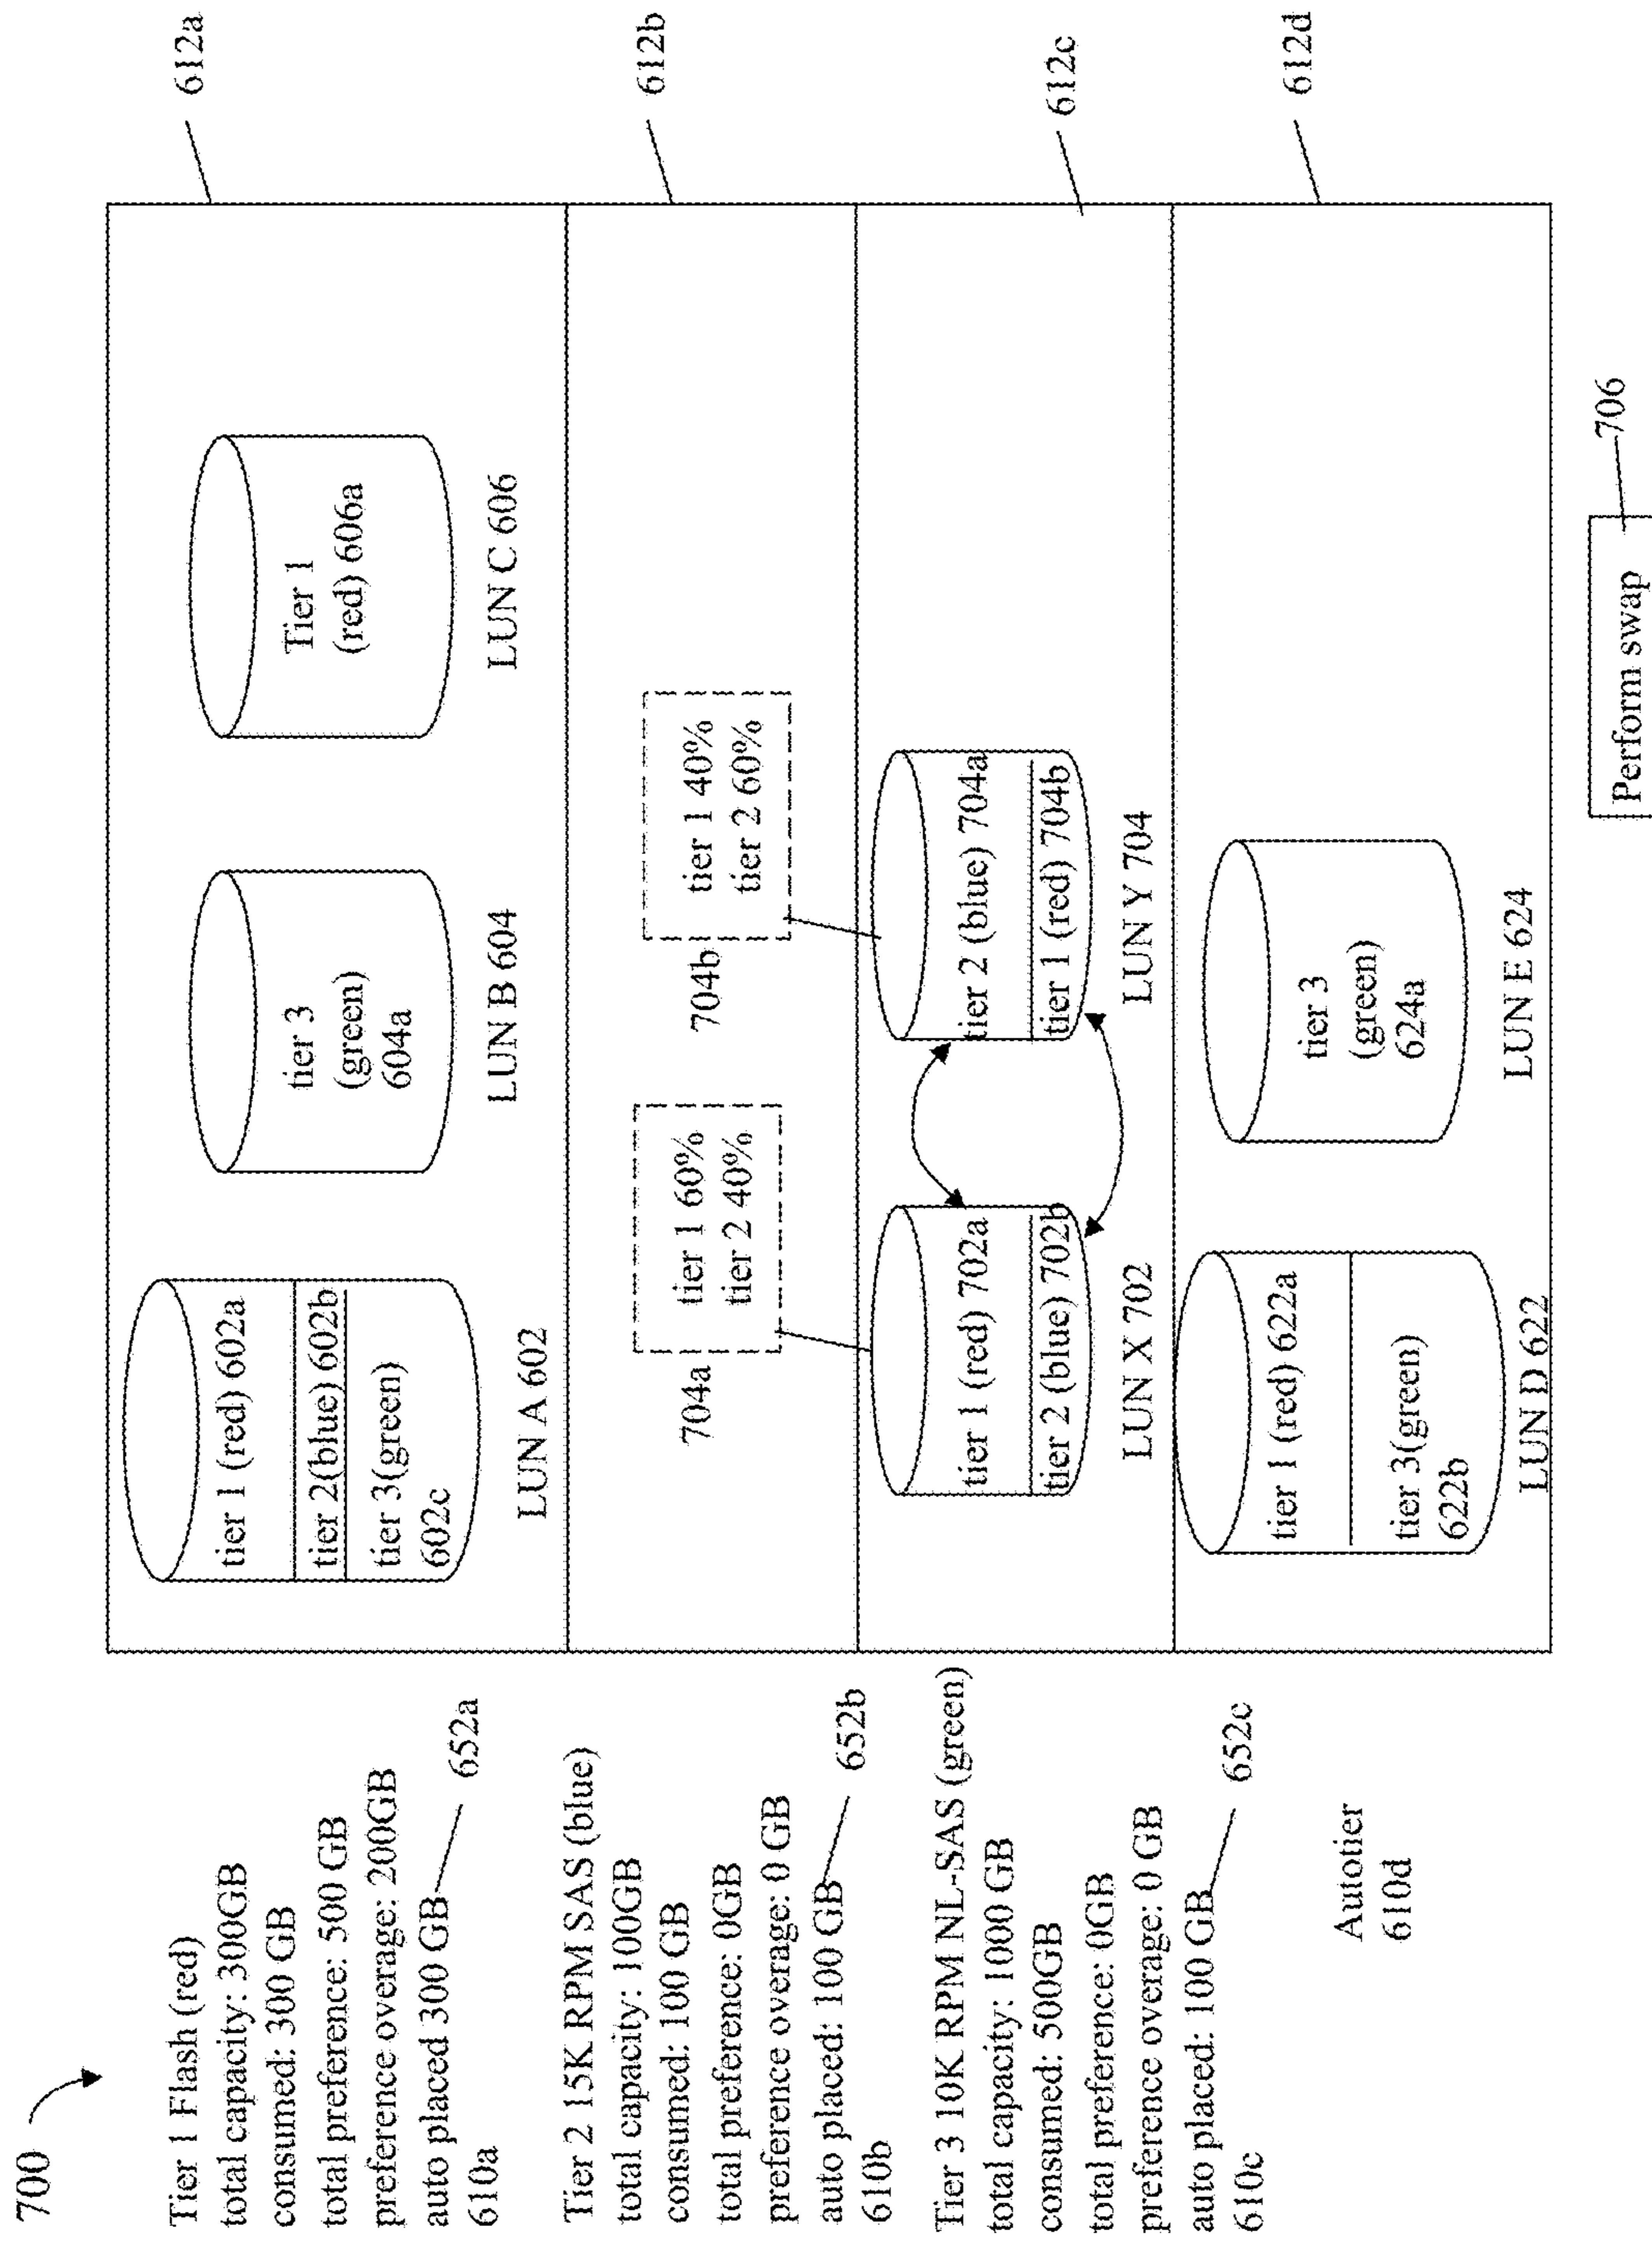 700
Tier 1 Flash (red)
total capacity: 300GB
consumed: 300 GB
total preference: 500 GB
preference overage: 200GB
auto placed 300 GB
610a
652a
Tier 2 15K RPM SAS (blue)
total capacity: 100GB
consumed: 100 GB
total preference: 0GB
preference overage: 0 GB
auto placed: 100 GB
610b
652b
Tier 3 10K RPM NL-SAS (green)
total capacity: 1000 GB
consumed: 500GB
total preference: 0GB
preference overage: 0 GB
auto placed: 100 GB
610c
652c
Autotier
610d
tier 1 (red) 602a
tier 2(blue) 602b
tier 3(green)
602c
LUN A 602
tier 3
(green)
604a
LUN B 604
Tier 1
(red) 606a
LUN C 606
612a
704a
tier 1 60%
tier 2 40%
704b
tier 1 40%
tier 2 60%
612b
tier 1 (red) 702a
tier 2 (blue) 702b
LUN X 702
tier 2 (blue) 704a
tier 1 (red) 704b
LUN Y 704
612c
tier 1 (red) 622a
tier 3(green)
622b
LUN D 622
tier 3
(green)
624a
LUN E 624
612d
Perform swap
706